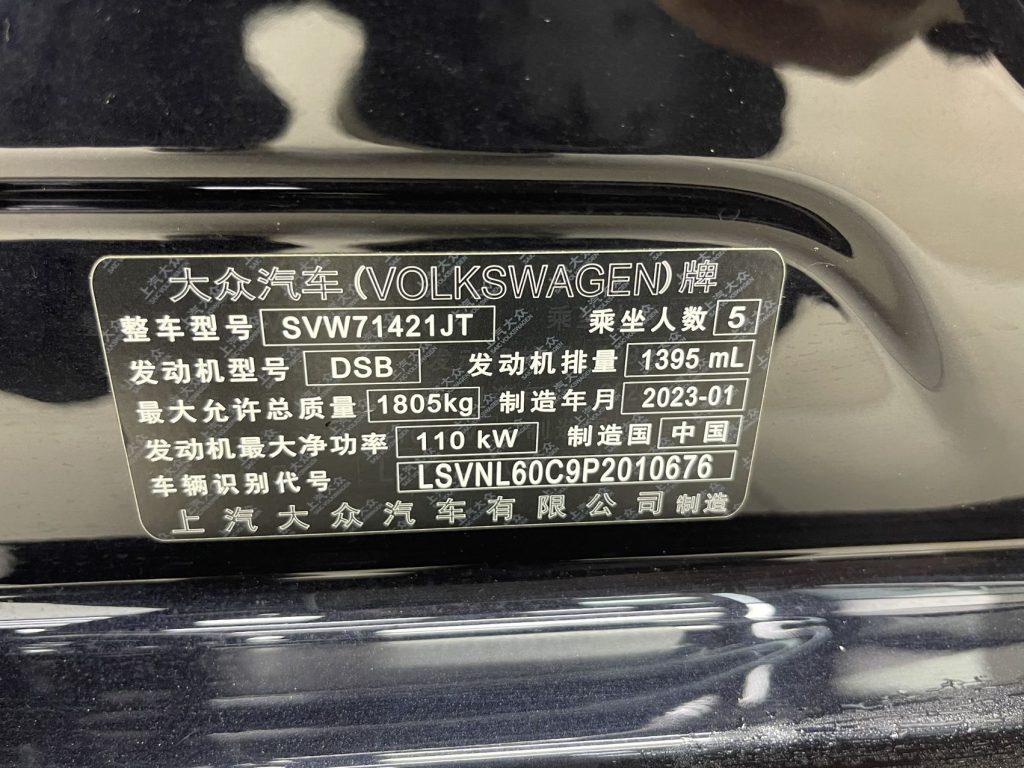 大众汽车(VOLKSWAGEN)牌
整车型号 SVW71421JT 乘坐人数 5
发动机型号 DSB 发动机排量 1395 mL
最大允许总质量 1805kg 制造年月 2023-01
发动机最大净功率 110 kW 制造国 中国
车辆识别代号 LSVNL60C9P2010676
上汽大众汽车有限公司 制造